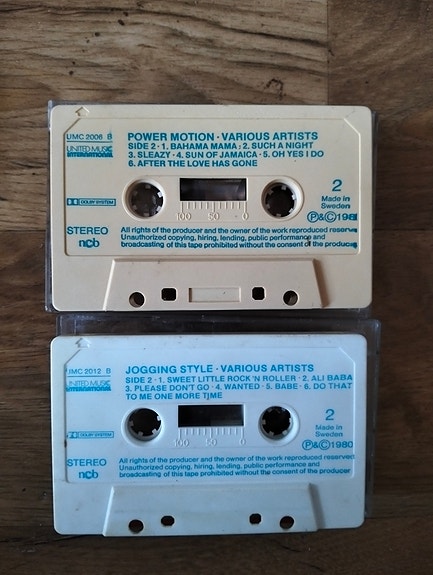 UMC 2006 B
UNITED MUSIC
INTERNATIONAL
POWER MOTION · VARIOUS ARTISTS
SIDE 2 · 1. BAHAMA MAMA · 2. SUCH A NIGHT
3. SLEAZY · 4. SUN OF JAMAICA · 5. OH YES I DO
6. AFTER THE LOVE HAS GONE
DOLBY SYSTEM
100 50 0
2
Made in
Sweden
STEREO
ncb
Ⓟ&Ⓒ198
All rights of the producer and the owner of the work reproduced reserve
Unauthorized copying, hiring, lending, public performance and
broadcasting of this tape prohibited without the consent of the produce
UMC 2012 B
UNITED MUSIC
INTERNATIONAL
JOGGING STYLE · VARIOUS ARTISTS
SIDE 2 · 1. SWEET LITTLE ROCK'N ROLLER · 2. ALI BABA
3. PLEASE DON'T GO · 4. WANTED · 5. BABE · 6. DO THAT
TO ME ONE MORE TIME
DOLBY SYSTEM
100 50 0
2
Made in
Sweden
STEREO
ncb
Ⓟ&Ⓒ1980
All rights of the producer and the owner of the work reproduced reserved
Unauthorized copying, hiring, lending, public performance and
broadcasting of this tape prohibited without the consent of the producer